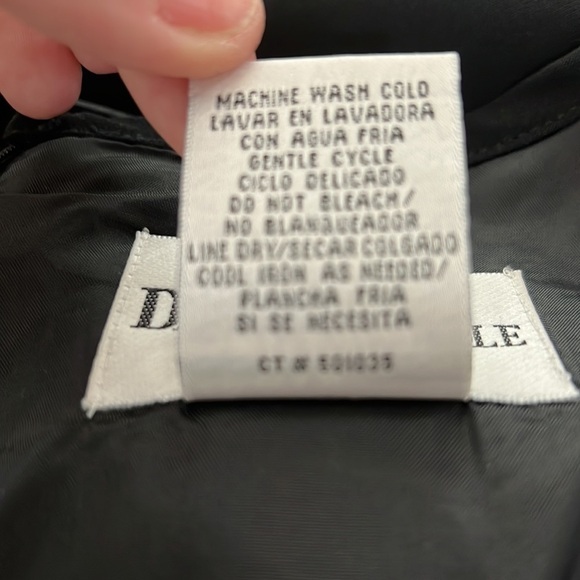 MACHINE WASH COLD
LAVAR EN LAVADORA
CON AGUA FRIA
GENTLE CYCLE
CICLO DELICADO
DO NOT BLEACH/
NO BLANQUEADOR
LINE DRY/SECAR COLGADO
COOL IRON AS NEEDED/
PLANCHA FRIA
SI SE NECESITA
CT # 501035
D
LE